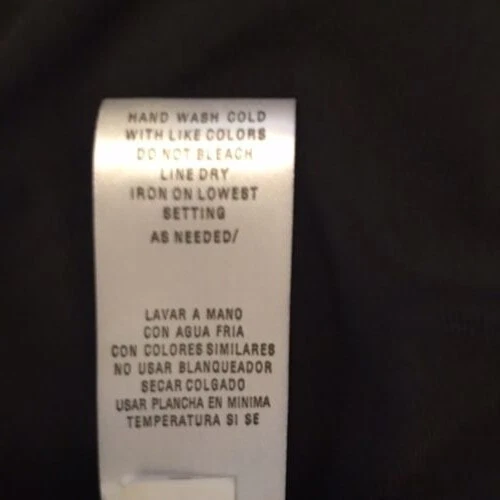 HAND WASH COLD
WITH LIKE COLORS
DO NOT BLEACH
LINE DRY
IRON ON LOWEST
SETTING
AS NEEDED/
LAVAR A MANO
CON AGUA FRIA
CON COLORES SIMILARES
NO USAR BLANQUEADOR
SECAR COLGADO
USAR PLANCHA EN MINIMA
TEMPERATURA SI SE